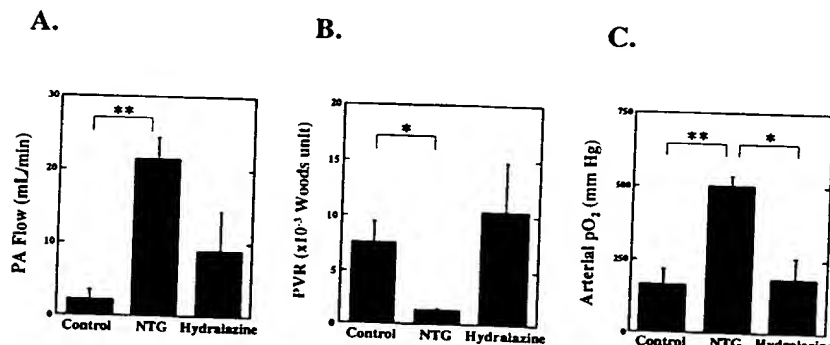 A.
B.
C.
PA Flow (mL/min)
30
20
10
0
**
Control NTG Hydralazine
PVR (x10⁻³ Woods unit)
20
15
10
5
0
*
Control NTG Hydralazine
Arterial pO₂ (mm Hg)
750
500
250
0
** *
Control NTG Hydralazine